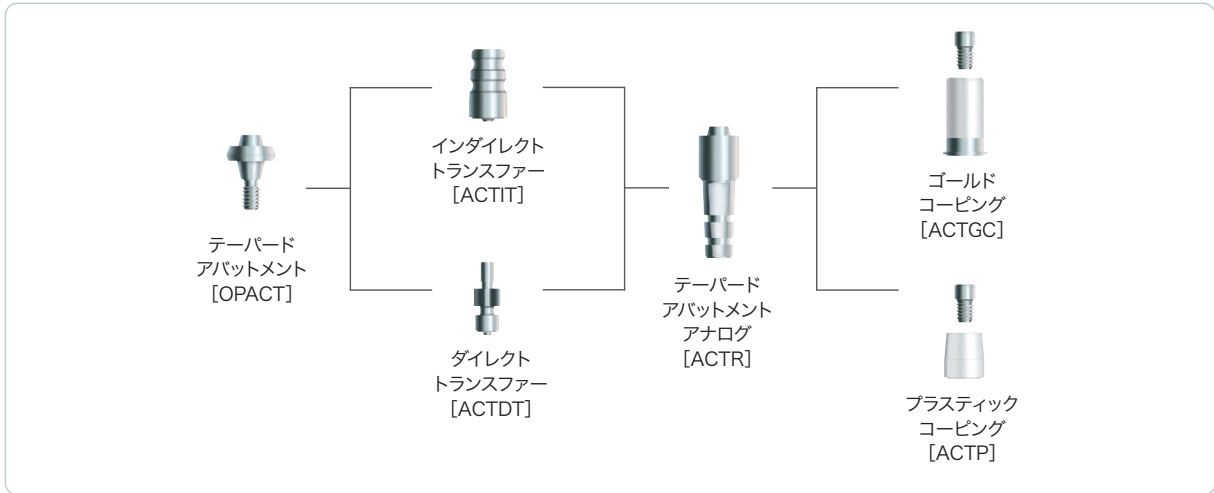 テーパード
アバットメント
[OPACT]
インダイレクト
トランスファー
[ACTIT]
ダイレクト
トランスファー
[ACTDT]
テーパード
アバットメント
アナログ
[ACTR]
ゴールド
コーピング
[ACTGC]
プラスティック
コーピング
[ACTP]